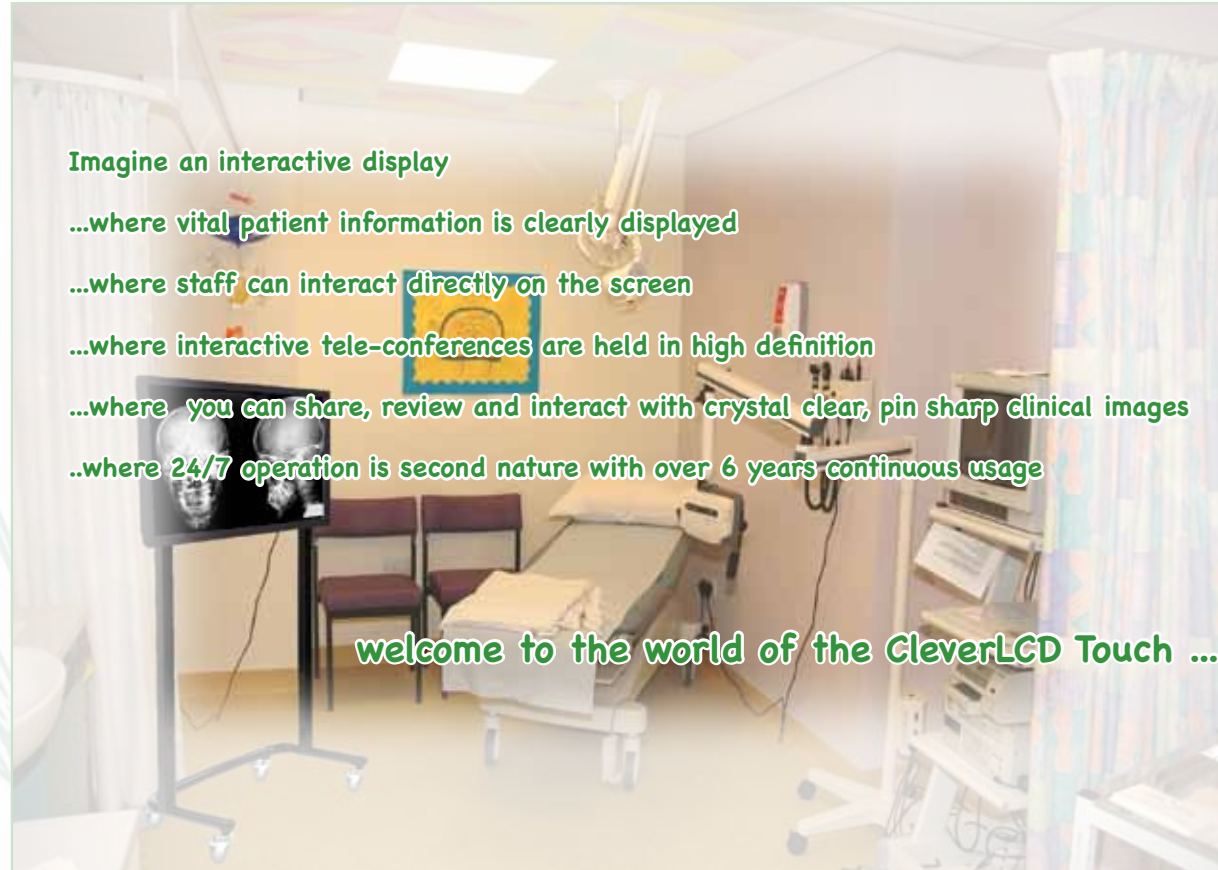 Imagine an interactive display
...where vital patient information is clearly displayed
...where staff can interact directly on the screen
...where interactive tele-conferences are held in high definition
...where  you can share, review and interact with crystal clear, pin sharp clinical images
..where 24/7 operation is second nature with over 6 years continuous usage
welcome to the world of the CleverLCD Touch ...